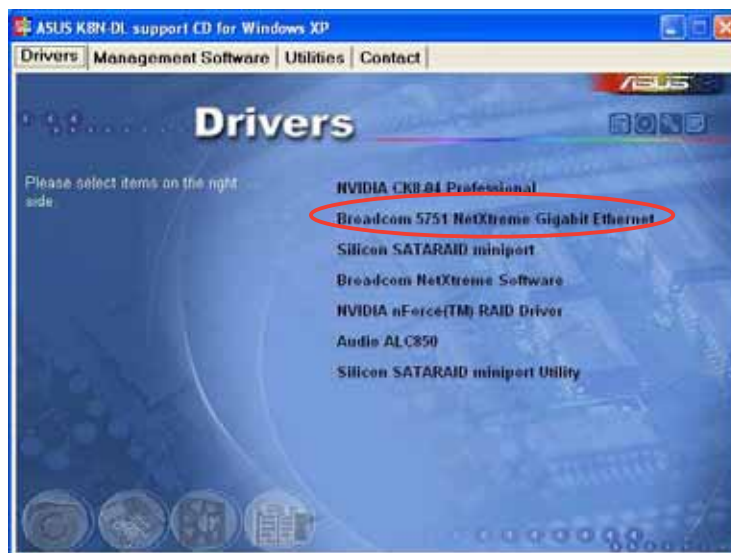 ASUS K8N-DL support CD for Windows XP
Drivers Management Software Utilities Contact
ASUS
Drivers
Please select items on the right
side.
NVIDIA CK8-04 Professional
Broadcom 5751 NetXtreme Gigabit Ethernet
Silicon SATARAID miniport
Broadcom NetXtreme Software
NVIDIA nForce(TM) RAID Driver
Audio ALC850
Silicon SATARAID miniport Utility